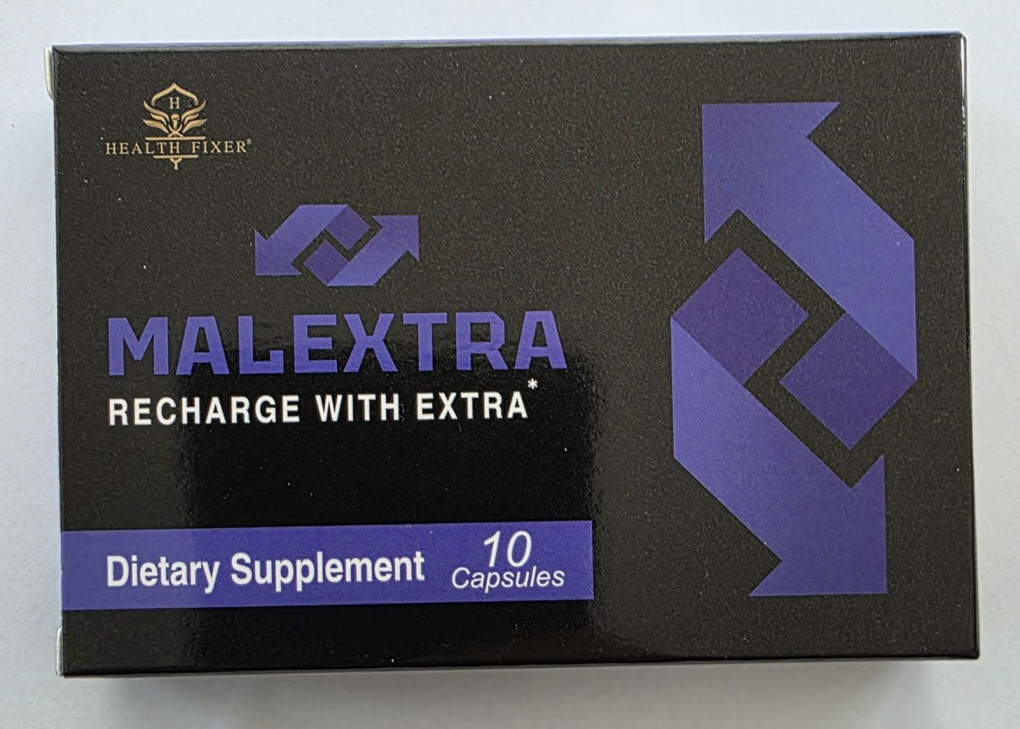 H
HEALTH FIXER®
MALEXTRA
RECHARGE WITH EXTRA*
Dietary Supplement
10
Capsules